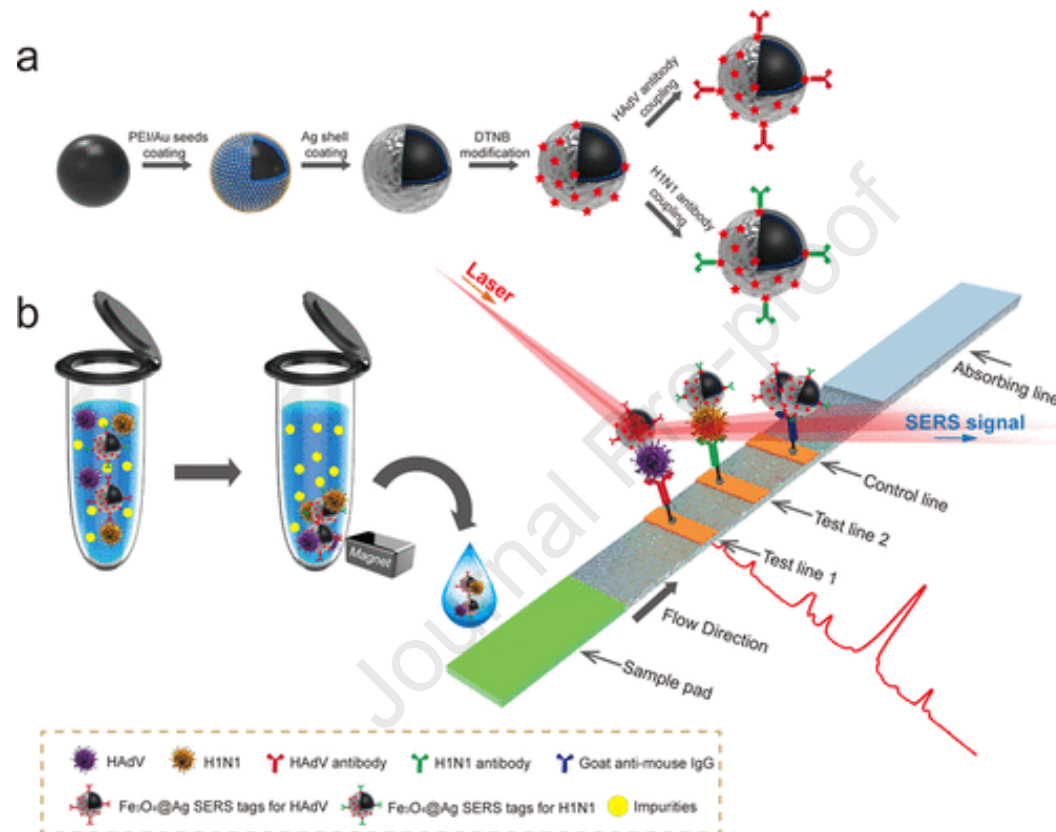 a
PEI/Au seeds
coating
Ag shell
coating
DTNB
modification
HAdV antibody
coupling
H1N1 antibody
coupling
b
Laser
Magnet
Absorbing line
SERS signal
Control line
Test line 2
Test line 1
Flow Direction
Sample pad
Journal Pre-proof
HAdV H1N1 HAdV antibody H1N1 antibody Goat anti-mouse IgG
Fe₃O₄@Ag SERS tags for HAdV Fe₃O₄@Ag SERS tags for H1N1 Impurities